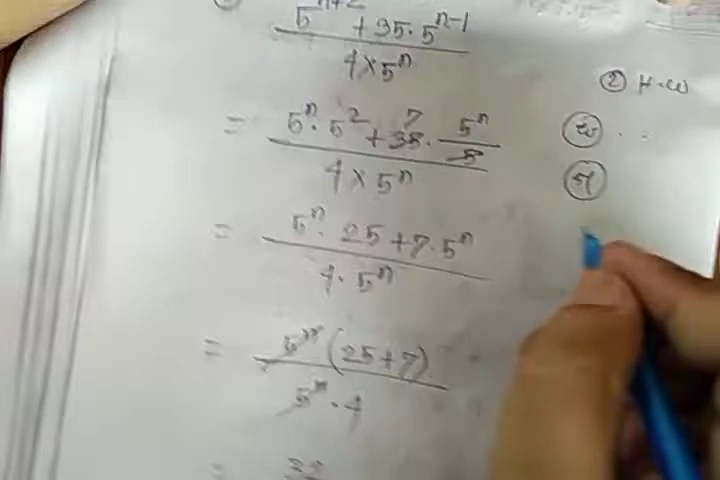 5^{n+2} + 35·5^{n-1}
4×5^n
② H.W
= 5^n·5^2 + 35 7·5^n/5
4×5^n
= 5^n·25+7·5^n
4·5^n
= 5^n(25+7)
5^n·4
=